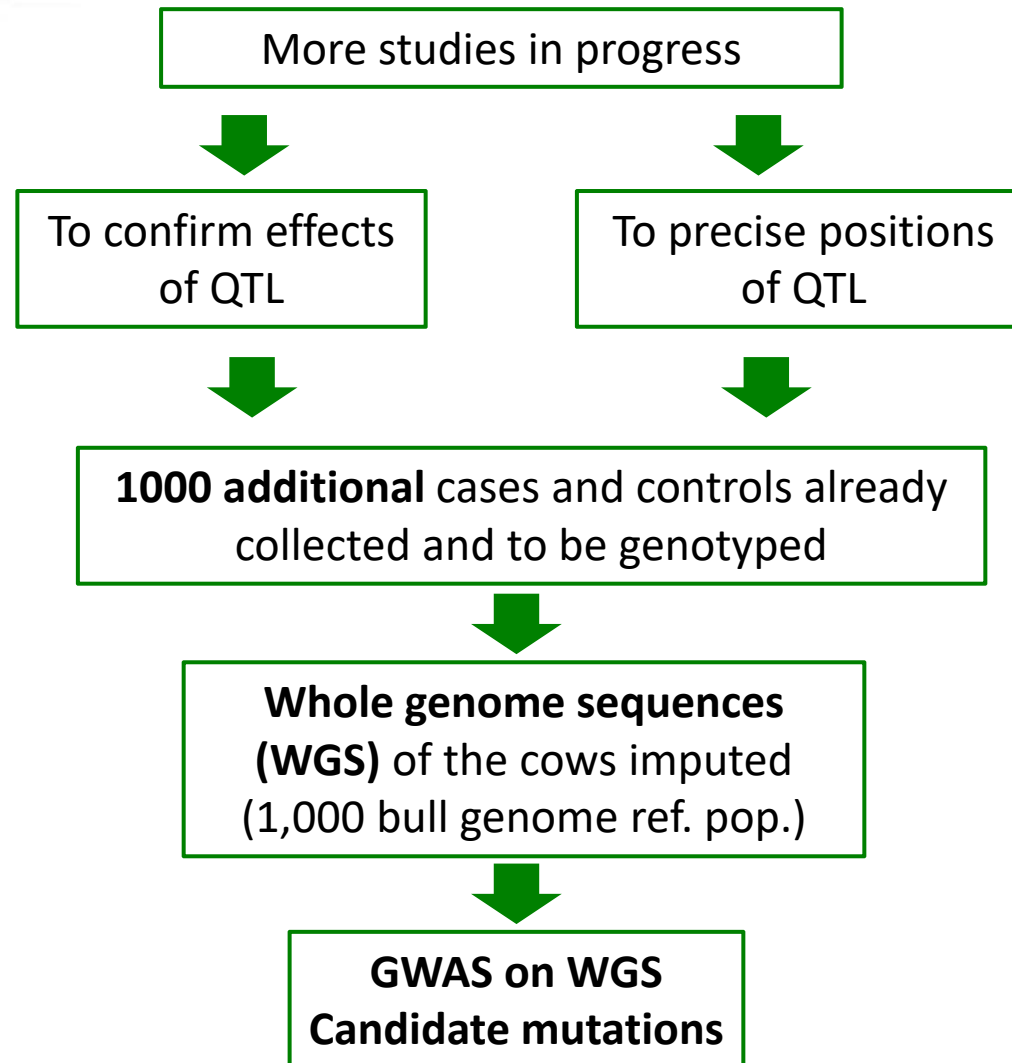 More studies in progress
To confirm effects
of QTL
To precise positions
of QTL
1000 additional cases and controls already
collected and to be genotyped
Whole genome sequences
(WGS) of the cows imputed
(1,000 bull genome ref. pop.)
GWAS on WGS
Candidate mutations